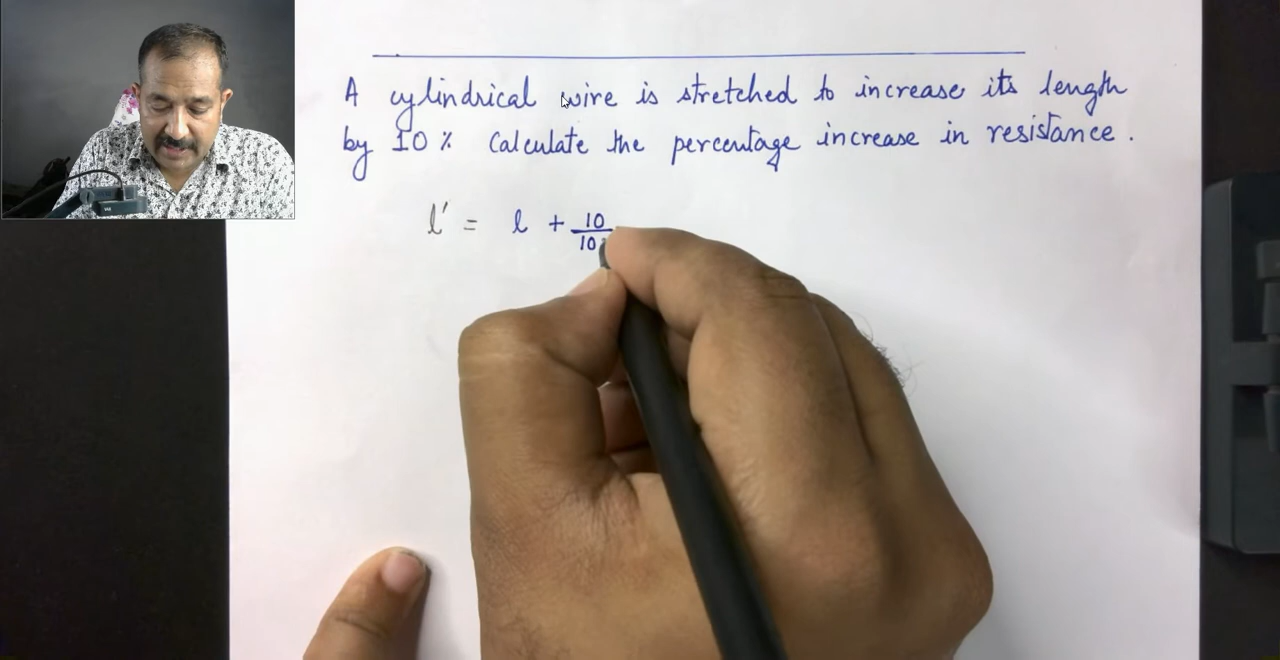 A cylindrical wire is stretched to increase its length
by 10 % Calculate the percentage increase in resistance .
l' = l + 10/10